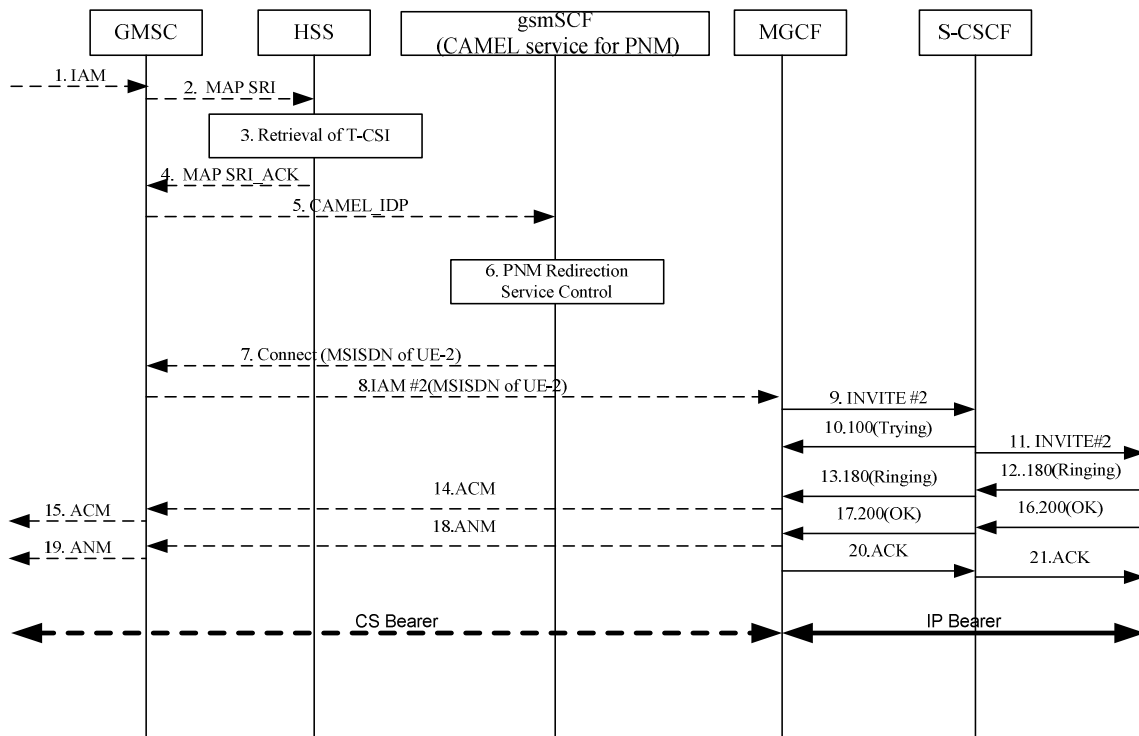 GMSC
HSS
gsmSCF
(CAMEL service for PNM)
MGCF
S-CSCF
1. IAM
2. MAP SRI
3. Retrieval of T-CSI
4. MAP SRI_ACK
5. CAMEL_IDP
6. PNM Redirection
Service Control
7. Connect (MSISDN of UE-2)
8.IAM #2(MSISDN of UE-2)
9. INVITE #2
10.100(Trying)
11. INVITE#2
12..180(Ringing)
13.180(Ringing)
14.ACM
15. ACM
16.200(OK)
17.200(OK)
18.ANM
19. ANM
20.ACK
21.ACK
CS Bearer
IP Bearer